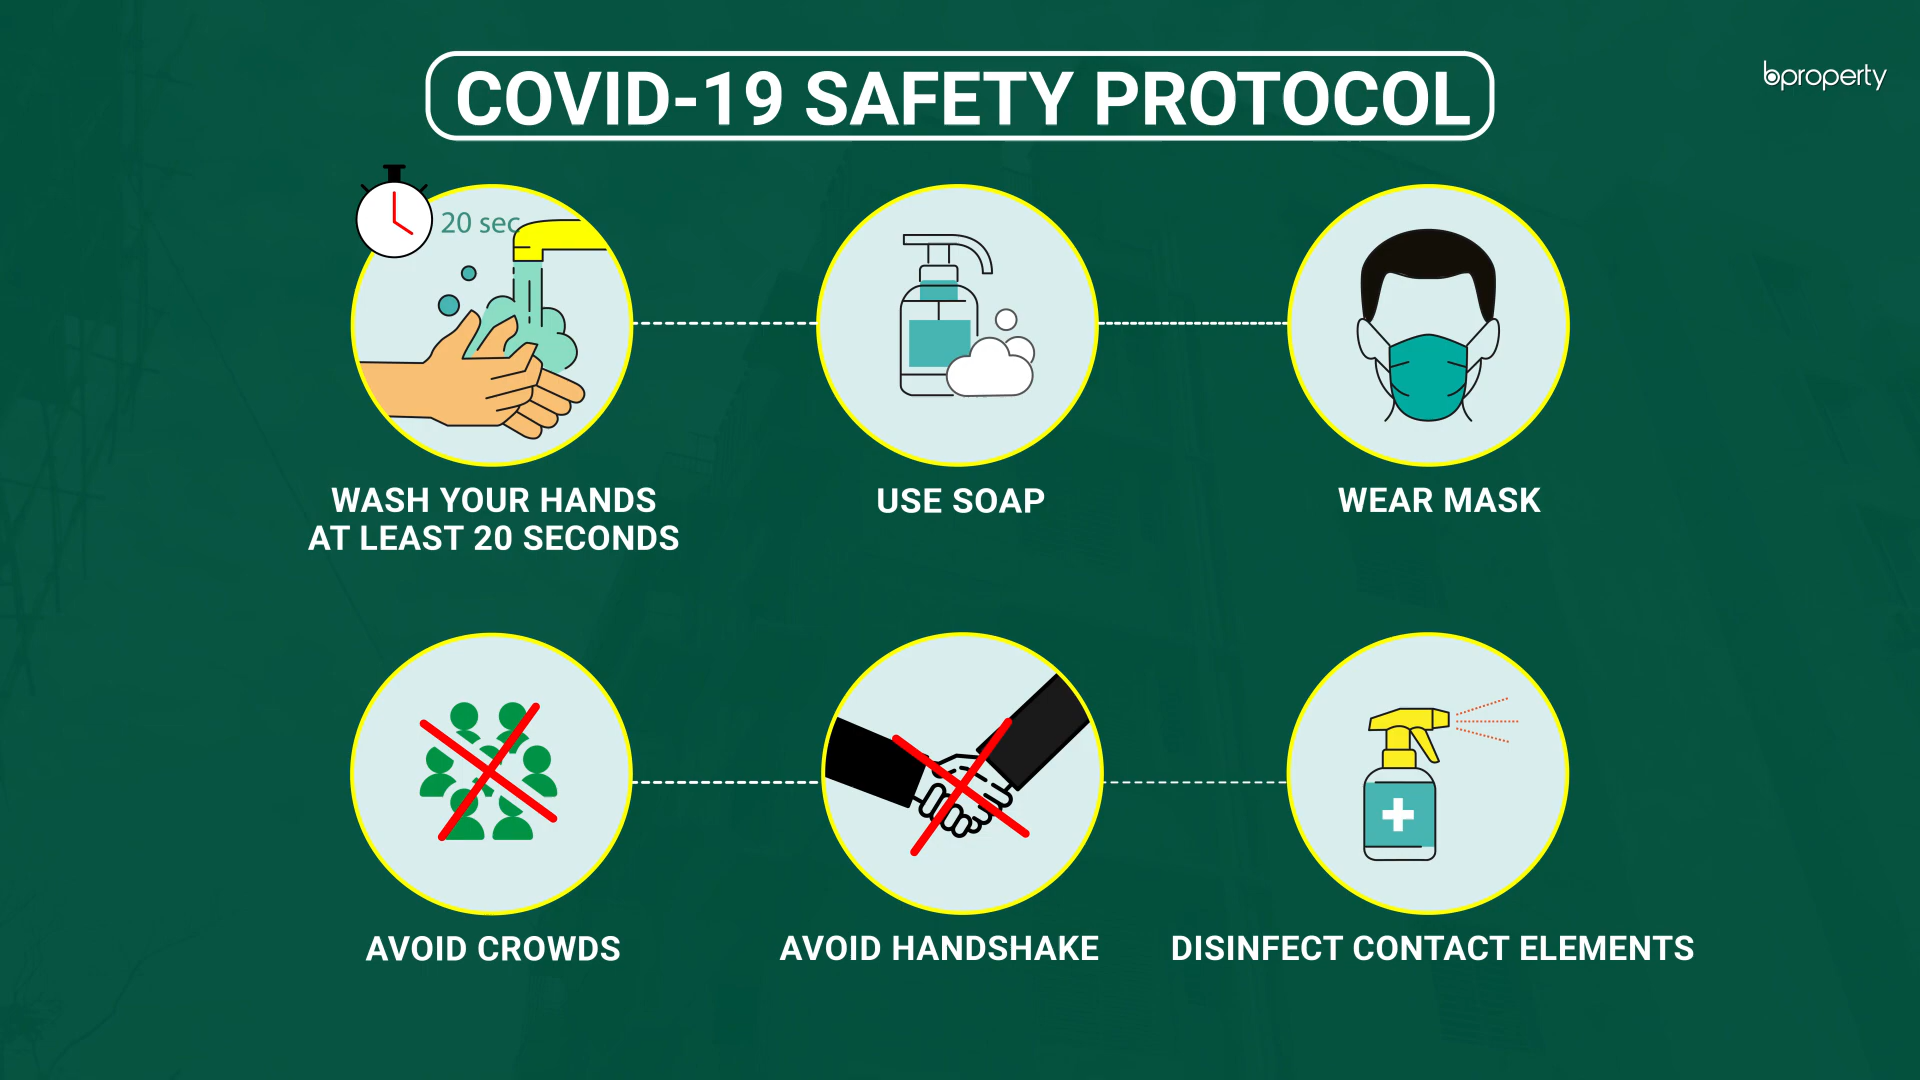 COVID-19 SAFETY PROTOCOL
bproperty
20 sec
WASH YOUR HANDS
AT LEAST 20 SECONDS
USE SOAP
WEAR MASK
AVOID CROWDS
AVOID HANDSHAKE
DISINFECT CONTACT ELEMENTS